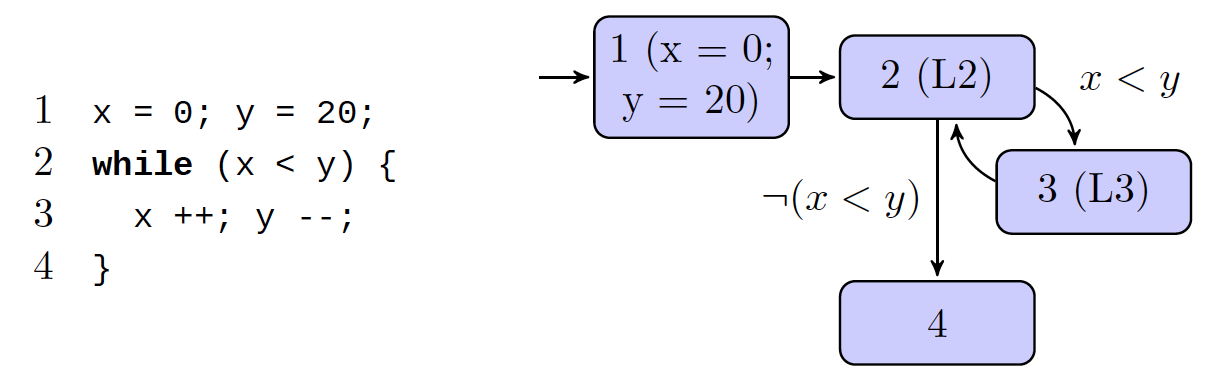 1 x = 0; y = 20;
2 while (x < y) {
3 x ++; y --;
4 }
1 (x = 0;
y = 20)
2 (L2)
x < y
3 (L3)
¬(x < y)
4